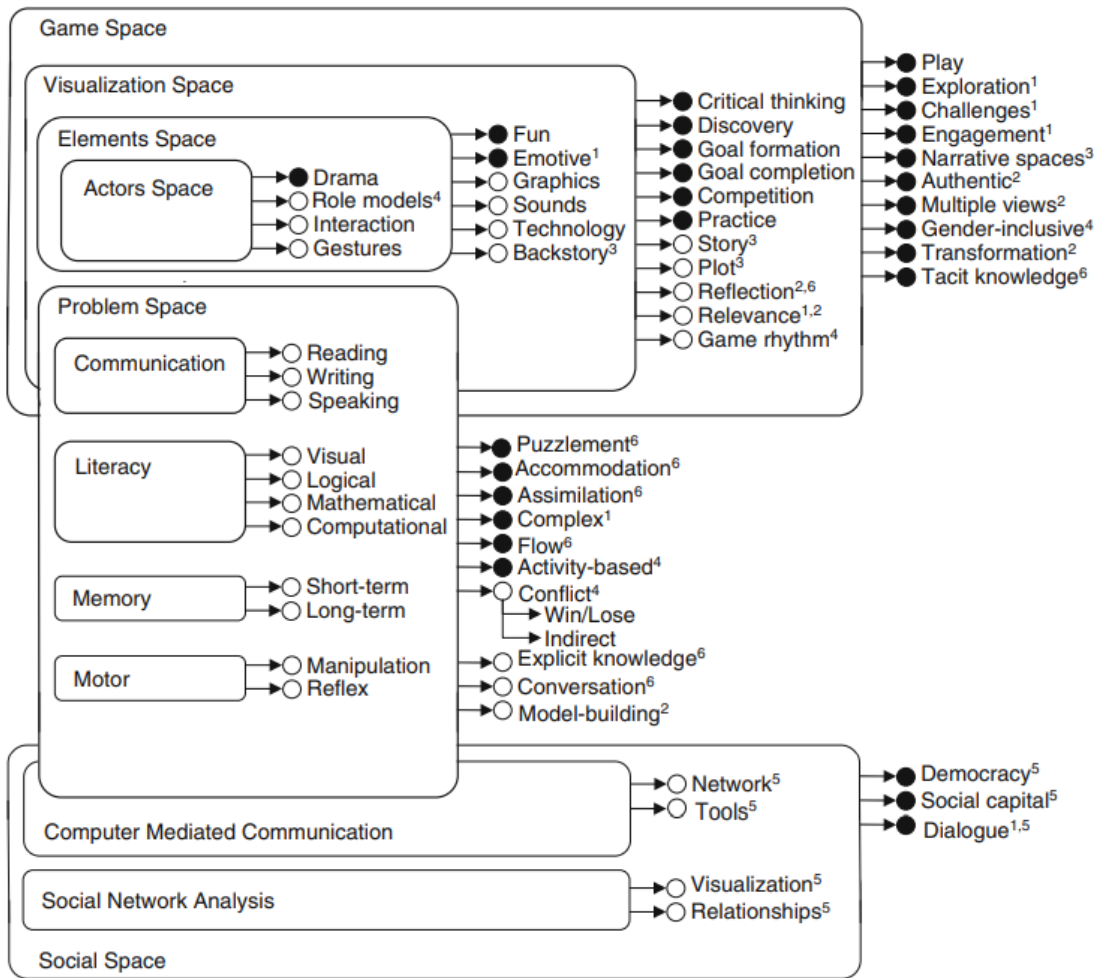 Game Space
Visualization Space
Elements Space
Actors Space
Drama
Role models⁴
Interaction
Gestures
Fun
Emotive¹
Graphics
Sounds
Technology
Backstory³
Critical thinking
Discovery
Goal formation
Goal completion
Competition
Practice
Story³
Plot³
Reflection²,⁶
Relevance¹,²
Game rhythm⁴
Play
Exploration¹
Challenges¹
Engagement¹
Narrative spaces³
Authentic²
Multiple views²
Gender-inclusive⁴
Transformation²
Tacit knowledge⁶
Problem Space
Communication
Reading
Writing
Speaking
Literacy
Visual
Logical
Mathematical
Computational
Memory
Short-term
Long-term
Motor
Manipulation
Reflex
Puzzlement⁶
Accommodation⁶
Assimilation⁶
Complex¹
Flow⁶
Activity-based⁴
Conflict⁴
Win/Lose
Indirect
Explicit knowledge⁶
Conversation⁶
Model-building²
Computer Mediated Communication
Network⁵
Tools⁵
Social Network Analysis
Visualization⁵
Relationships⁵
Social Space
Democracy⁵
Social capital⁵
Dialogue¹,⁵